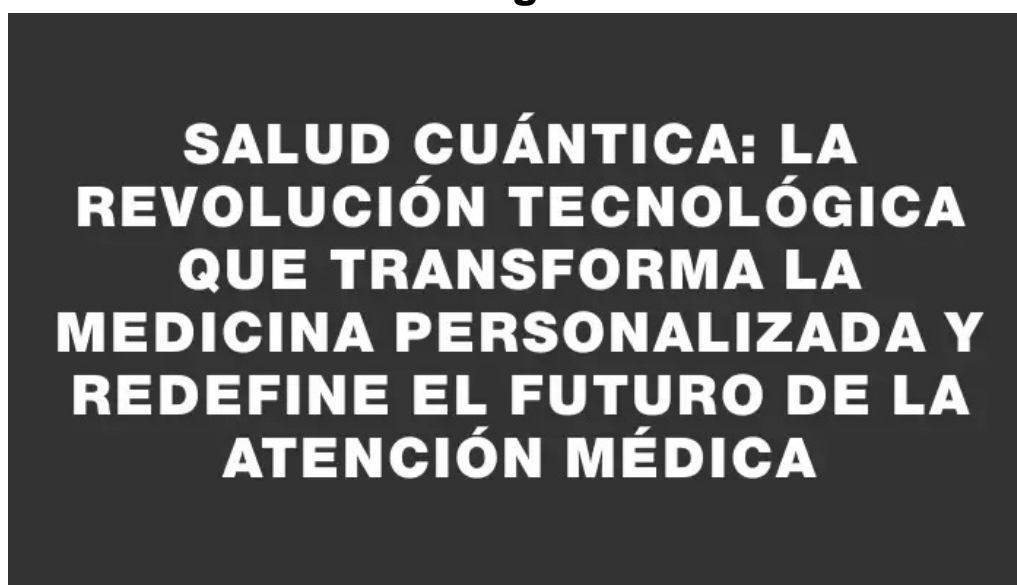 SALUD CUÁNTICA: LA
REVOLUCIÓN TECNOLÓGICA
QUE TRANSFORMA LA
MEDICINA PERSONALIZADA Y
REDEFINE EL FUTURO DE LA
ATENCIÓN MÉDICA